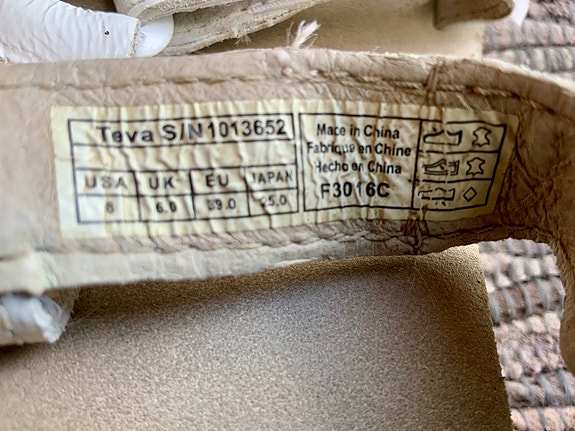 Teva S/N 1013652
USA UK EU JAPAN
8 6.0 39.0 25.0
Made in China
Fabriqué en Chine
Hecho en China
F3016C